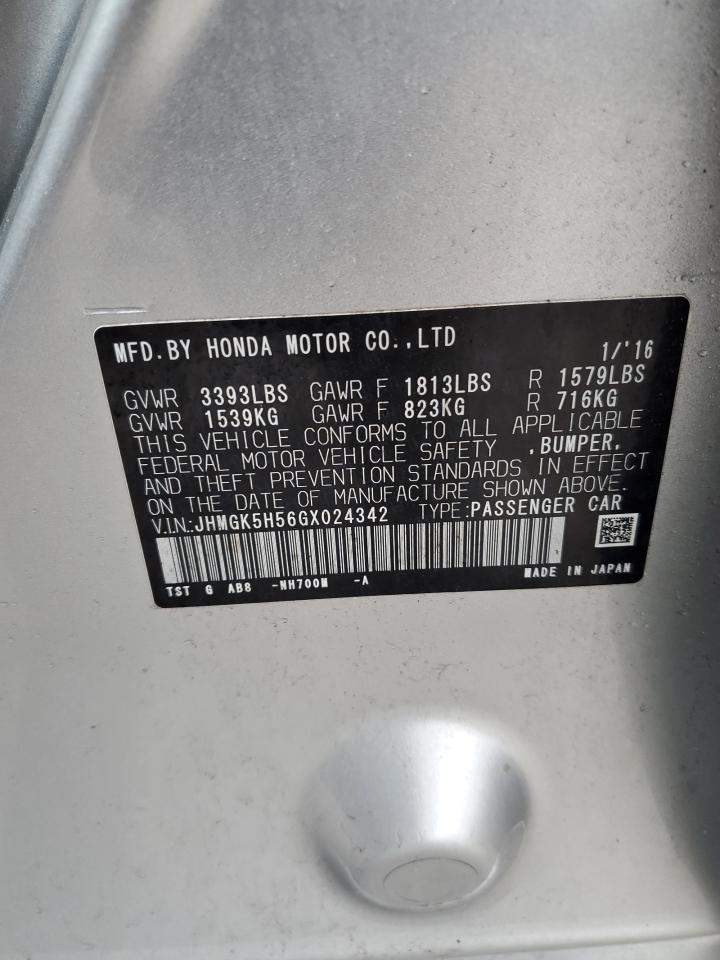 MFD.BY HONDA MOTOR CO.,LTD 1/'16
GVWR 3393LBS GAWR F 1813LBS R 1579LBS
GVWR 1539KG GAWR F 823KG R 716KG
THIS VEHICLE CONFORMS TO ALL APPLICABLE
FEDERAL MOTOR VEHICLE SAFETY ,BUMPER,
AND THEFT PREVENTION STANDARDS IN EFFECT
ON THE DATE OF MANUFACTURE SHOWN ABOVE.
V.I.N.:JHMGK5H56GX024342 TYPE:PASSENGER CAR
TST G AB8 -NH700M -A MADE IN JAPAN